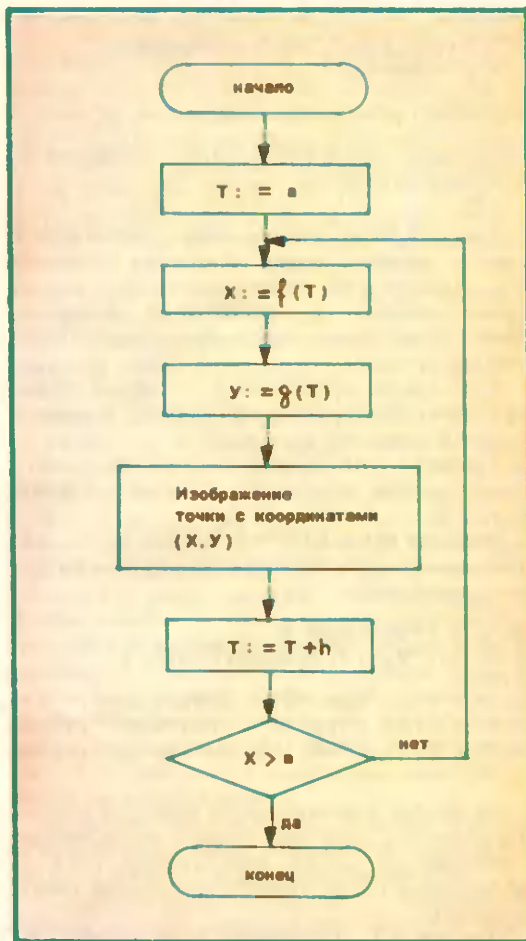 начало
T : = a
X : = f(T)
У : = g(T)
Изображение
точки с координатами
(X, У)
T : = T + h
X > в
нет
да
конец